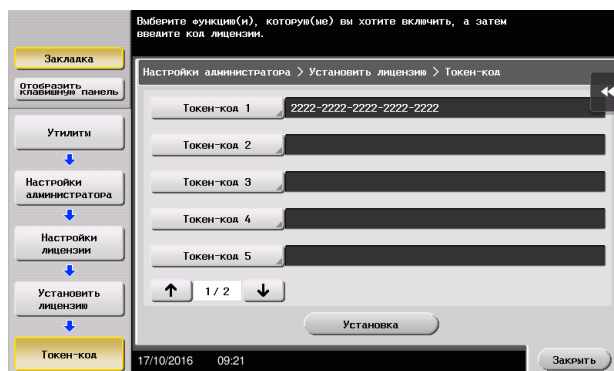 Выберите функцию(и), которую(ые) вы хотите включить, а затем
введите код лицензии.
Закладка
Отобразить
клавишную панель
Утилиты
Настройки
администратора
Настройки
лицензии
Установить
лицензию
Токен-код
Настройки администратора > Установить лицензию > Токен-код
Токен-код 1 2222-2222-2222-2222-2222
Токен-код 2
Токен-код 3
Токен-код 4
Токен-код 5
↑ 1/ 2 ↓
Установка
17/10/2016 09:21
Закрыть